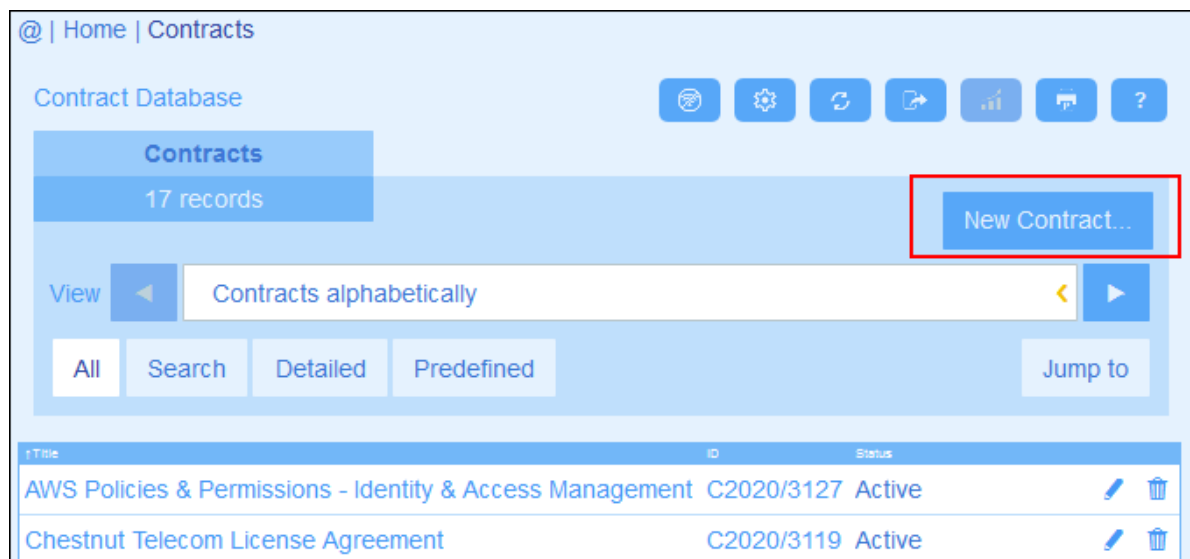 @ | Home | Contracts
Contract Database
?
Contracts
17 records
New Contract...
View Contracts alphabetically
All Search Detailed Predefined Jump to
↑Title ID Status
AWS Policies & Permissions - Identity & Access Management C2020/3127 Active
Chestnut Telecom License Agreement C2020/3119 Active